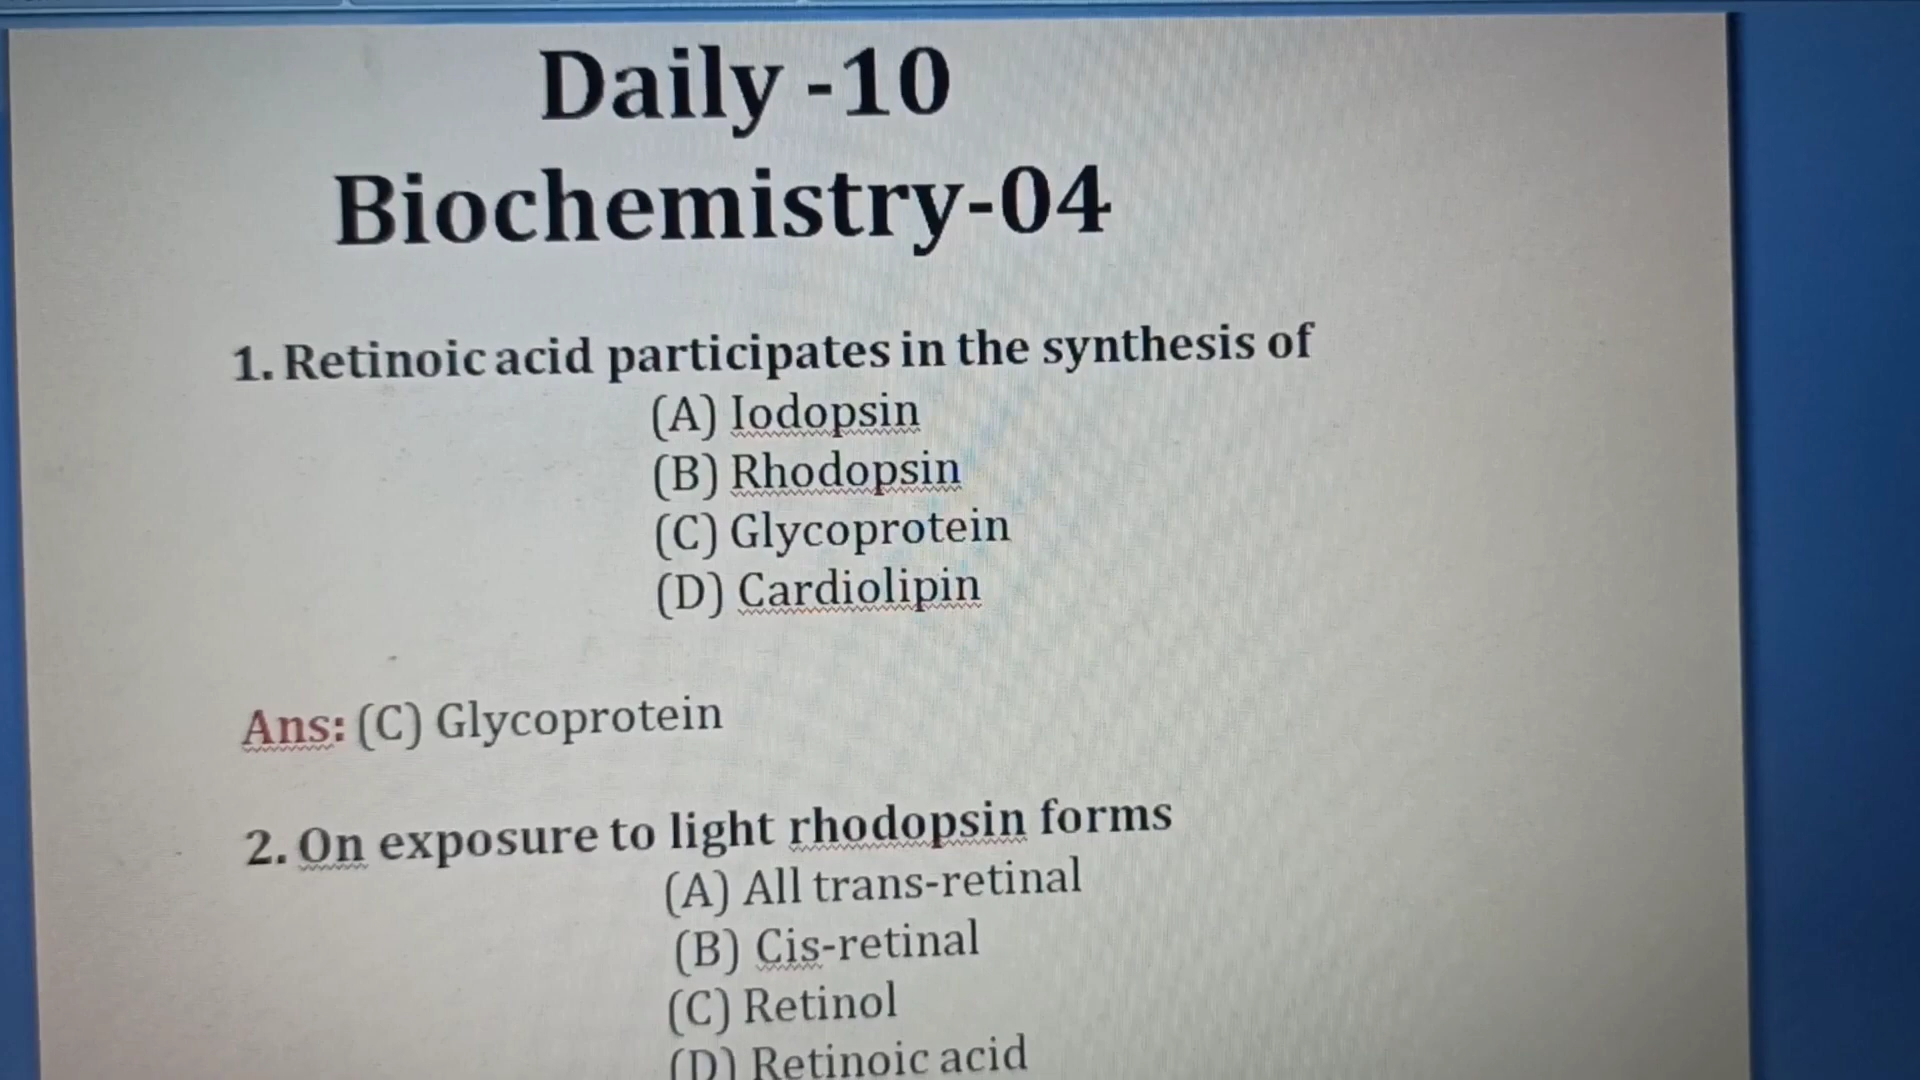 Daily -10
Biochemistry-04
1. Retinoic acid participates in the synthesis of
(A) Iodopsin
(B) Rhodopsin
(C) Glycoprotein
(D) Cardiolipin
Ans: (C) Glycoprotein
2. On exposure to light rhodopsin forms
(A) All trans-retinal
(B) Cis-retinal
(C) Retinol
(D) Retinoic acid